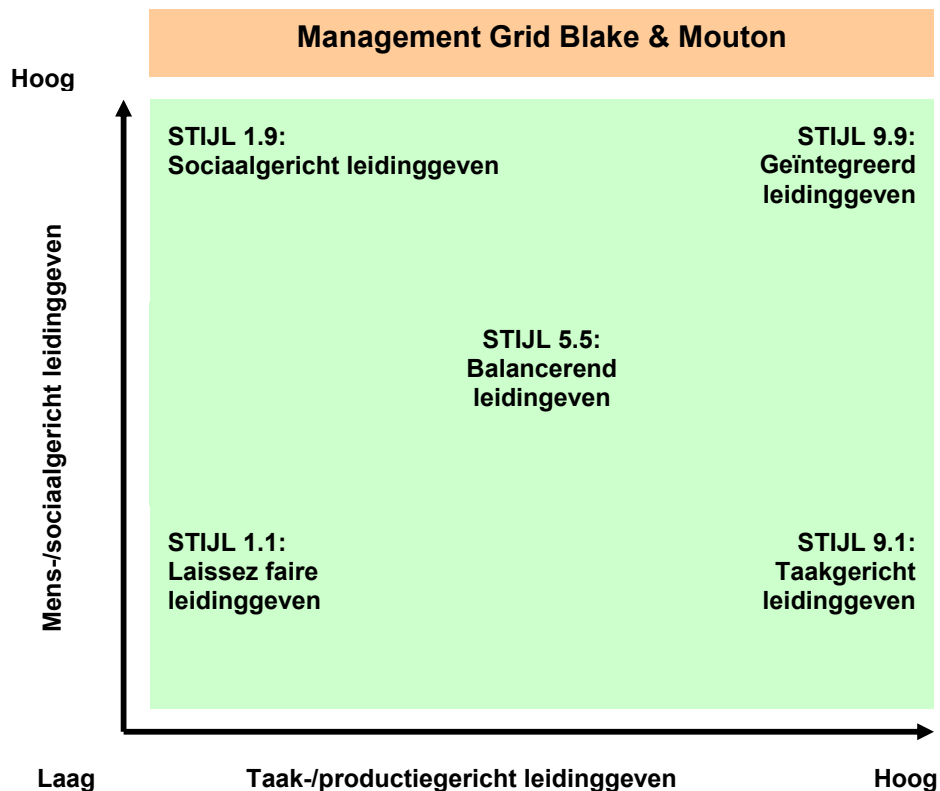 Management Grid Blake & Mouton
Hoog
STIJL 1.9:
Sociaalgericht leidinggeven
STIJL 9.9:
Geïntegreerd
leidinggeven
Mens-/sociaalgericht leidinggeven
STIJL 5.5:
Balancerend
leidingeven
STIJL 1.1:
Laissez faire
leidinggeven
STIJL 9.1:
Taakgericht
leidinggeven
Laag
Taak-/productiegericht leidinggeven
Hoog